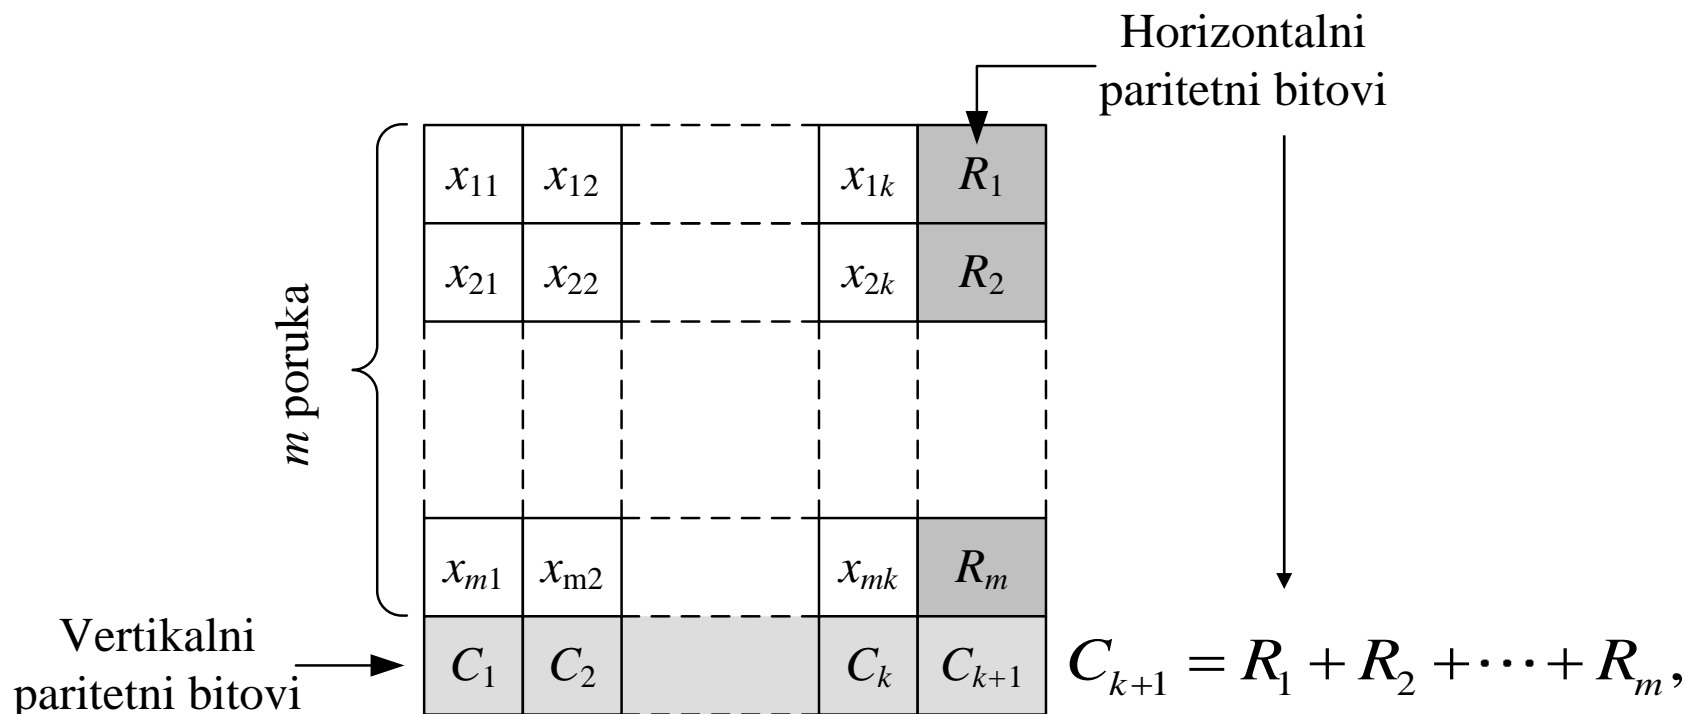 Horizontalni
paritetni bitovi
x₁₁ x₁₂ x₁ₖ R₁
x₂₁ x₂₂ x₂ₖ R₂
m poruka
xₘ₁ xₘ₂ xₘₖ Rₘ
Vertikalni
paritetni bitovi
C₁ C₂ Cₖ Cₖ₊₁ Cₖ₊₁ = R₁ + R₂ + ⋯ + Rₘ,